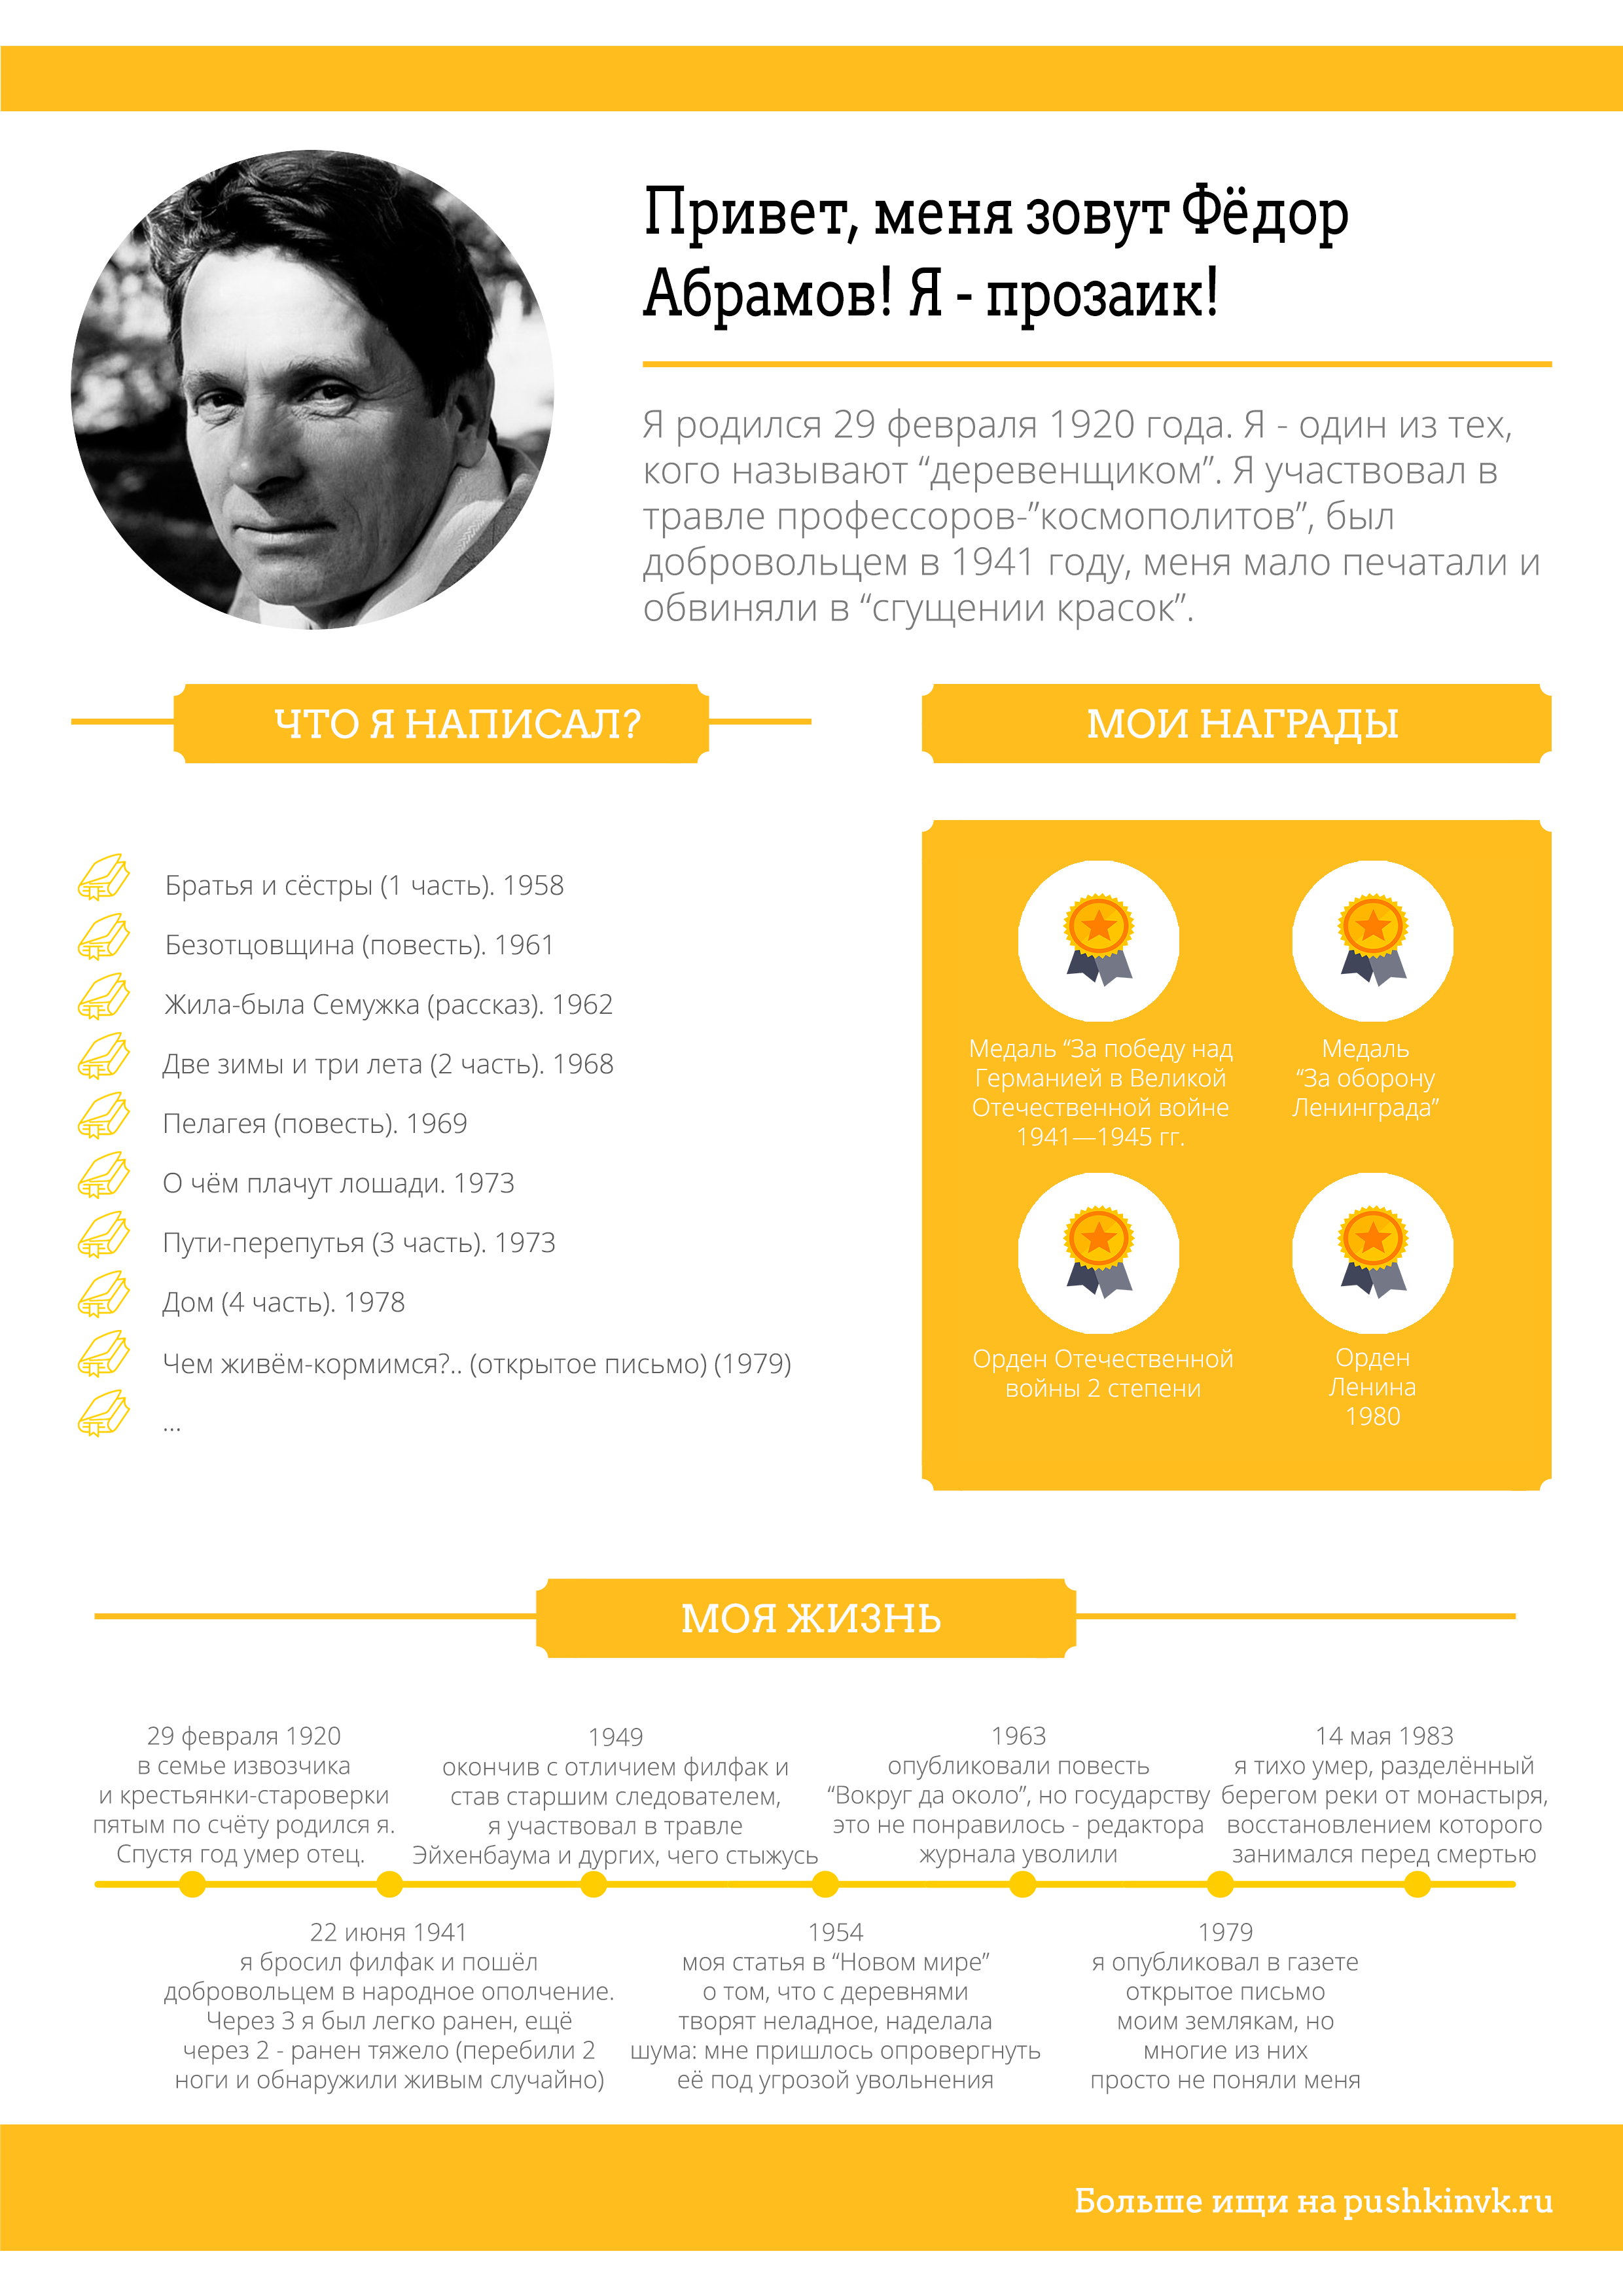 Привет, меня зовут Фёдор
Абрамов! Я - прозаик!
Я родился 29 февраля 1920 года. Я - один из тех,
кого называют “деревенщиком”. Я участвовал в
травле профессоров-”космополитов”, был
добровольцем в 1941 году, меня мало печатали и
обвиняли в “сгущении красок”.
ЧТО Я НАПИСАЛ?
Братья и сёстры (1 часть). 1958
Безотцовщина (повесть). 1961
Жила-была Семужка (рассказ). 1962
Две зимы и три лета (2 часть). 1968
Пелагея (повесть). 1969
О чём плачут лошади. 1973
Пути-перепутья (3 часть). 1973
Дом (4 часть). 1978
Чем живём-кормимся?.. (открытое письмо) (1979)
...
МОИ НАГРАДЫ
Медаль “За победу над
Германией в Великой
Отечественной войне
1941—1945 гг.
Медаль
“За оборону
Ленинграда”
Орден Отечественной
войны 2 степени
Орден
Ленина
1980
МОЯ ЖИЗНЬ
29 февраля 1920
в семье извозчика
и крестьянки-староверки
пятым по счёту родился я.
Спустя год умер отец.
22 июня 1941
я бросил филфак и пошёл
добровольцем в народное ополчение.
Через 3 я был легко ранен, ещё
через 2 - ранен тяжело (перебили 2
ноги и обнаружили живым случайно)
1949
окончив с отличием филфак и
став старшим следователем,
я участвовал в травле
Эйхенбаума и дургих, чего стыжусь
1954
моя статья в “Новом мире”
о том, что с деревнями
творят неладное, наделала
шума: мне пришлось опровергнуть
её под угрозой увольнения
1963
опубликовали повесть
“Вокруг да около”, но государству
это не понравилось - редактора
журнала уволили
1979
я опубликовал в газете
открытое письмо
моим землякам, но
многие из них
просто не поняли меня
14 мая 1983
я тихо умер, разделённый
берегом реки от монастыря,
восстановлением которого
занимался перед смертью
Больше ищи на pushkinvk.ru